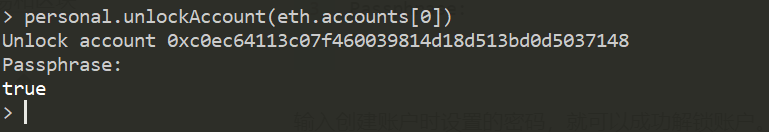 > personal.unlockAccount(eth.accounts[0])
Unlock account 0xc0ec64113c07f460039814d18d513bd0d5037148
Passphrase:
true
>